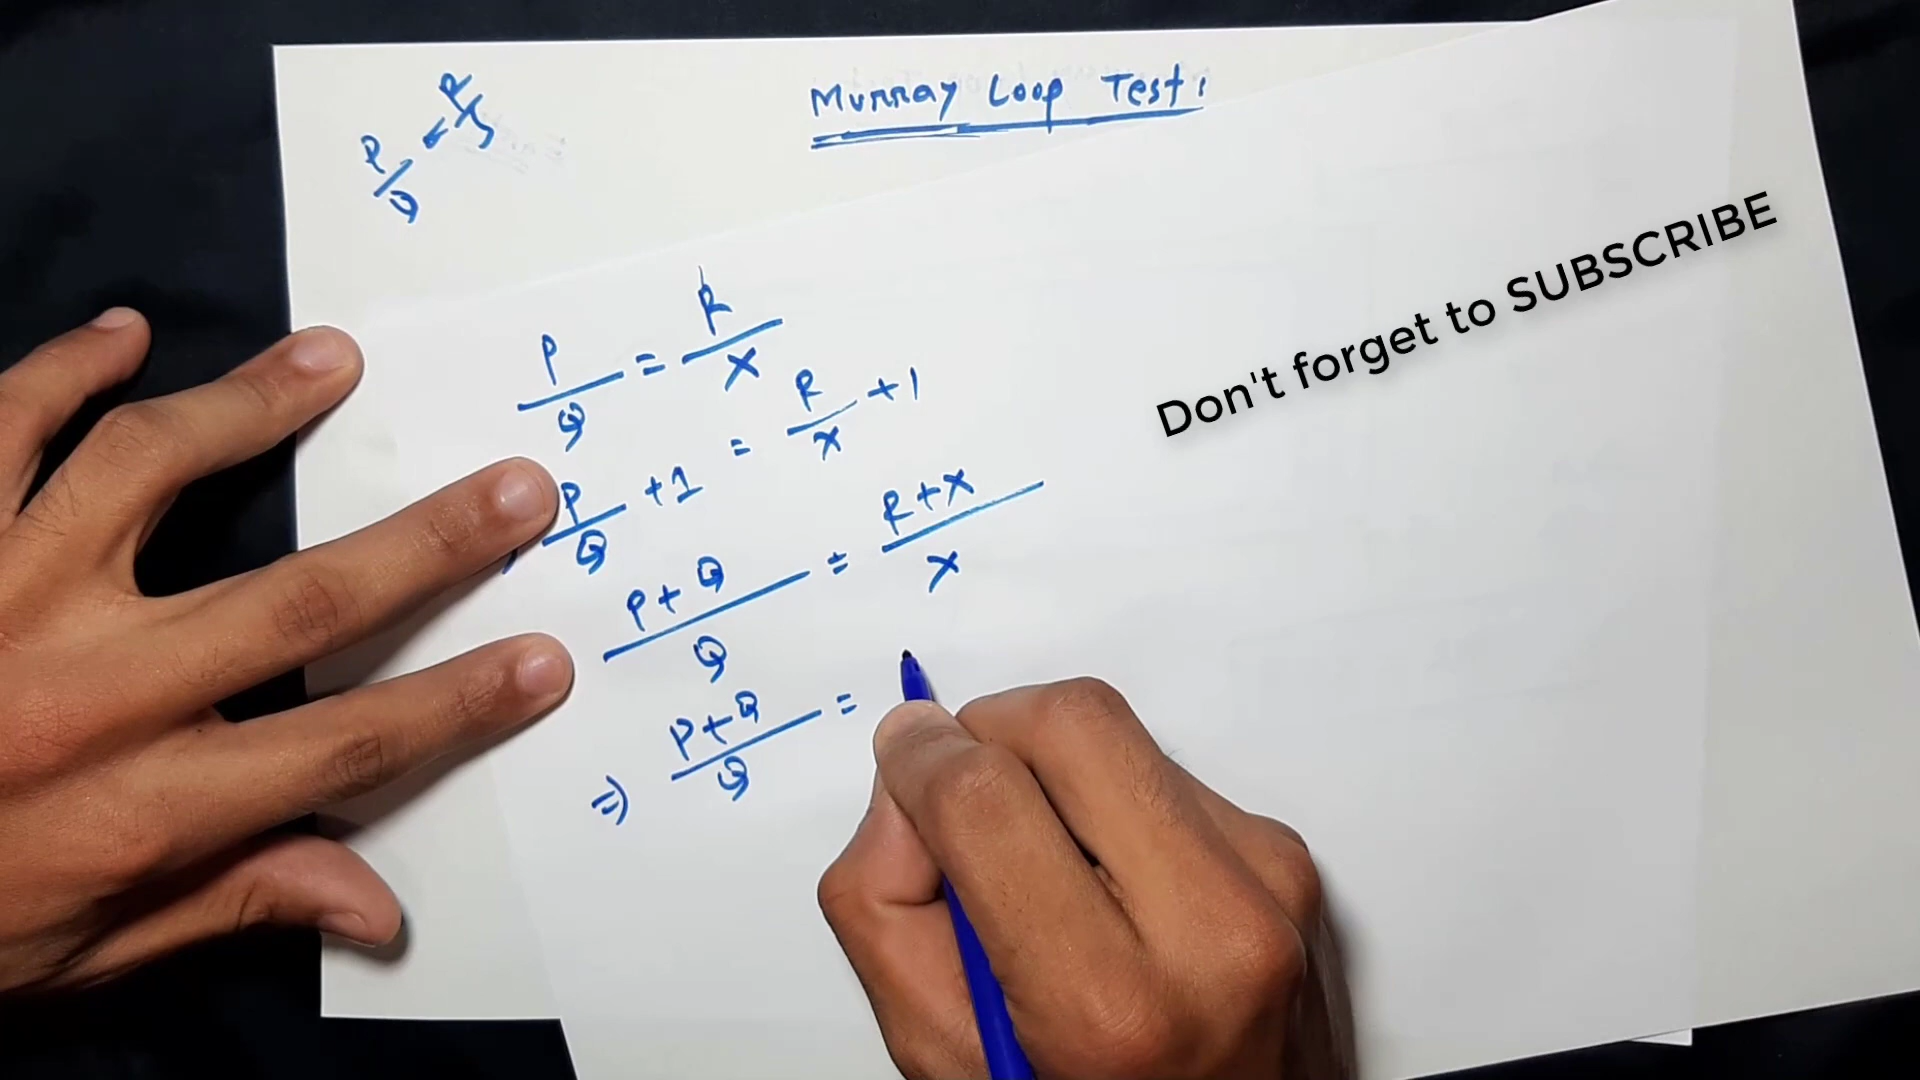 Murray Loop Test:
P/Q = R/S
Don't forget to SUBSCRIBE
P/Q = R/X
P/Q + 1 = R/X + 1
P + Q/Q = R + X/X
⇒ P + Q/Q =